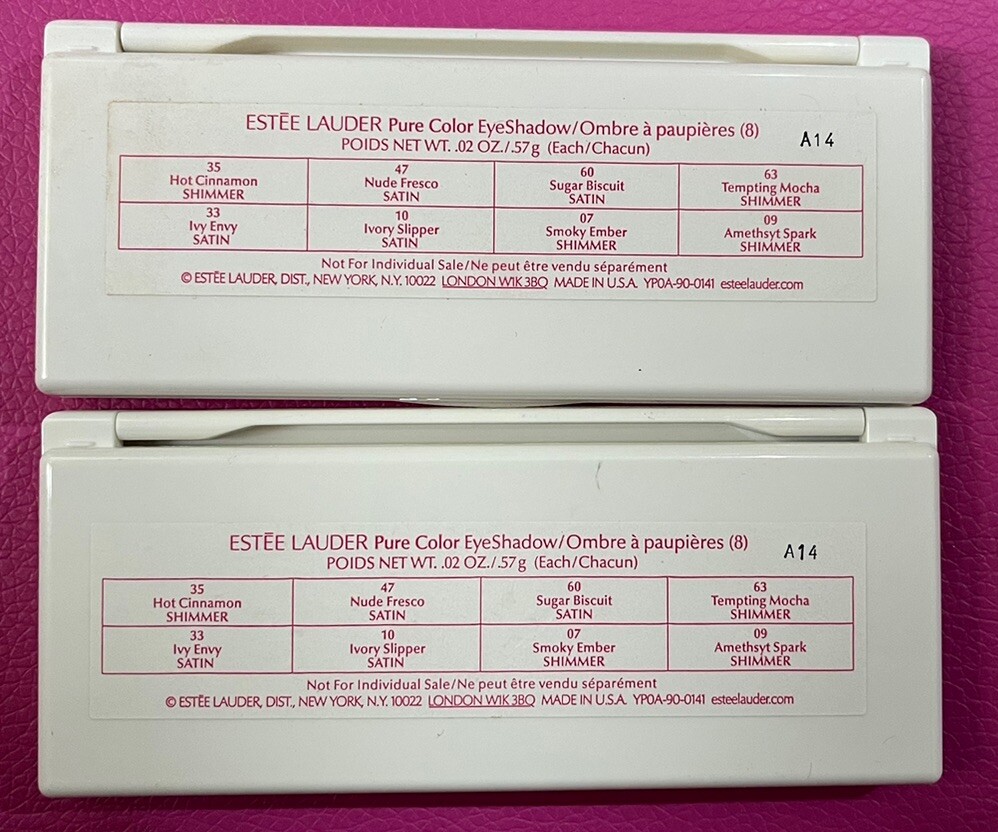 ESTĒE LAUDER Pure Color EyeShadow/Ombre à paupières (8)
A14
POIDS NET WT. .02 OZ./.57g (Each/Chacun)
35 47 60 63
Hot Cinnamon Nude Fresco Sugar Biscuit Tempting Mocha
SHIMMER SATIN SATIN SHIMMER
33 10 07 09
Ivy Envy Ivory Slipper Smoky Ember Amethsyt Spark
SATIN SATIN SHIMMER SHIMMER
Not For Individual Sale/Ne peut être vendu séparément
© ESTĒE LAUDER, DIST., NEW YORK, N.Y. 10022 LONDON W1K 3BQ MADE IN U.S.A. YP0A-90-0141 esteelauder.com
ESTĒE LAUDER Pure Color EyeShadow/Ombre à paupières (8)
A14
POIDS NET WT. .02 OZ./.57g (Each/Chacun)
35 47 60 63
Hot Cinnamon Nude Fresco Sugar Biscuit Tempting Mocha
SHIMMER SATIN SATIN SHIMMER
33 10 07 09
Ivy Envy Ivory Slipper Smoky Ember Amethsyt Spark
SATIN SATIN SHIMMER SHIMMER
Not For Individual Sale/Ne peut être vendu séparément
© ESTĒE LAUDER, DIST., NEW YORK, N.Y. 10022 LONDON W1K 3BQ MADE IN U.S.A. YP0A-90-0141 esteelauder.com